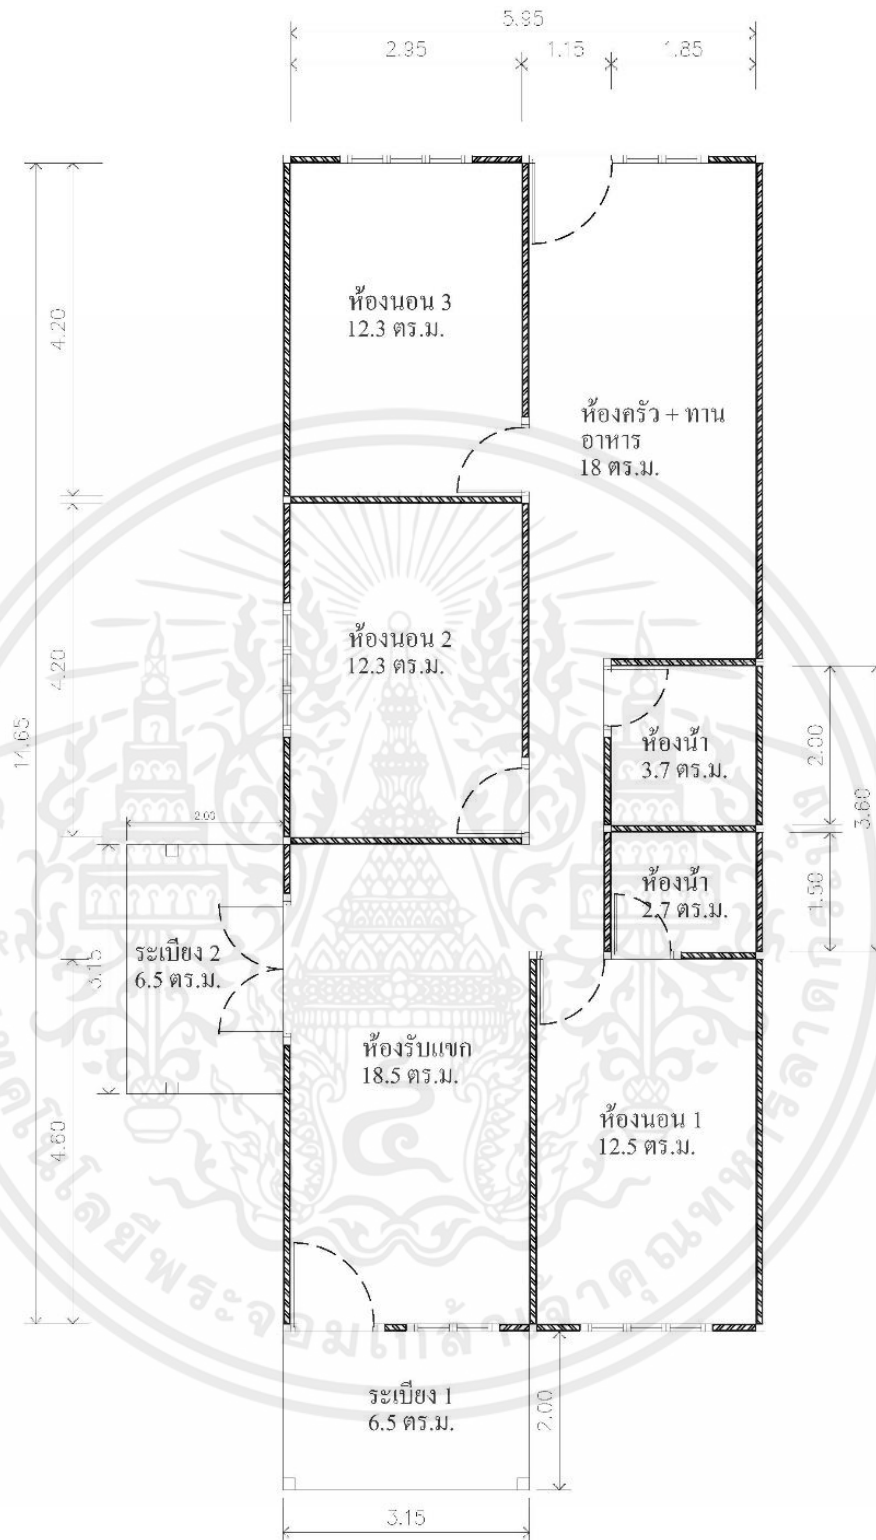 5.95
2.95
1.15
1.85
ห้องนอน 3
12.3 ตร.ม.
4.20
ห้องครัว + ทาน
อาหาร
18 ตร.ม.
ห้องนอน 2
12.3 ตร.ม.
4.20
14.65
ห้องน้ำ
3.7 ตร.ม.
2.00
3.60
2.00
ห้องน้ำ
2.7 ตร.ม.
1.50
ระเบียง 2
6.5 ตร.ม.
3.15
ห้องรับแขก
18.5 ตร.ม.
ห้องนอน 1
12.5 ตร.ม.
4.60
ระเบียง 1
6.5 ตร.ม.
2.00
3.15